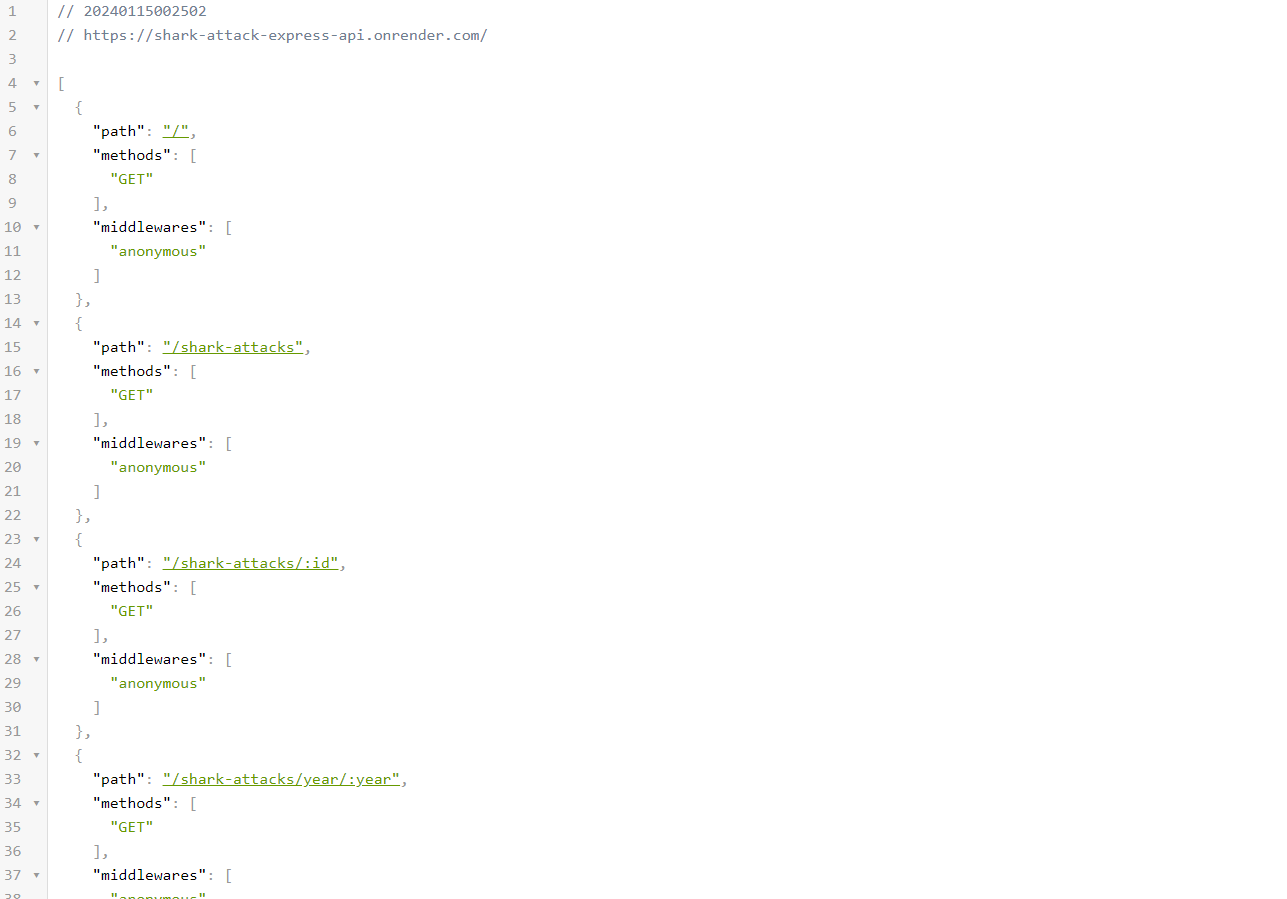 1 // 20240115002502
2 // https://shark-attack-express-api.onrender.com/
3
4 ▼ [
5 ▼ {
6 "path": "/",
7 ▼ "methods": [
8 "GET"
9 ],
10 ▼ "middlewares": [
11 "anonymous"
12 ]
13 },
14 ▼ {
15 "path": "/shark-attacks",
16 ▼ "methods": [
17 "GET"
18 ],
19 ▼ "middlewares": [
20 "anonymous"
21 ]
22 },
23 ▼ {
24 "path": "/shark-attacks/:id",
25 ▼ "methods": [
26 "GET"
27 ],
28 ▼ "middlewares": [
29 "anonymous"
30 ]
31 },
32 ▼ {
33 "path": "/shark-attacks/year/:year",
34 ▼ "methods": [
35 "GET"
36 ],
37 ▼ "middlewares": [
38 "anonymous"